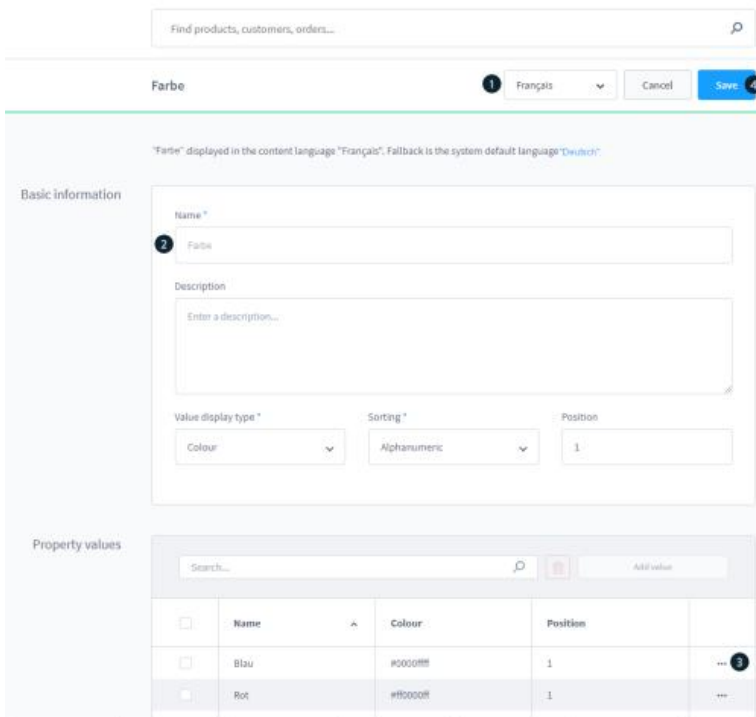 Find products, customers, orders...
Farbe
1
Français
Cancel
Save
4
"Farbe" displayed in the content language "Français". Fallback is the system default language "Deutsch".
Basic information
Name *
2
Farbe
Description
Enter a description...
Value display type *
Sorting *
Position
Colour
Alphanumeric
1
Property values
Search...
Add value
Name
Colour
Position
Blau
#0000ffff
1
...
3
Rot
#ff0000ff
1
...